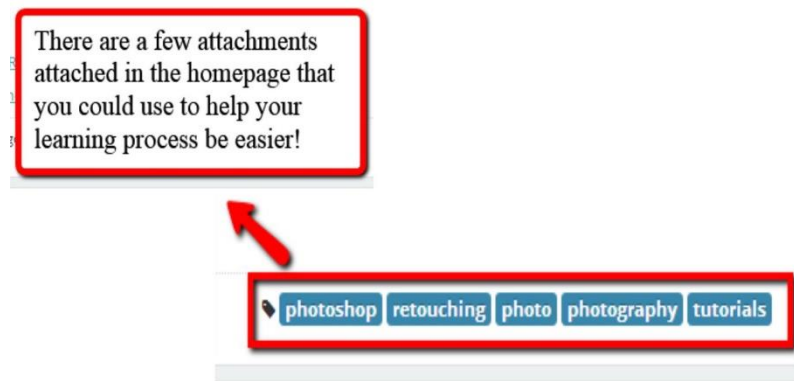 There are a few attachments
attached in the homepage that
you could use to help your
learning process be easier!
photoshop retouching photo photography tutorials